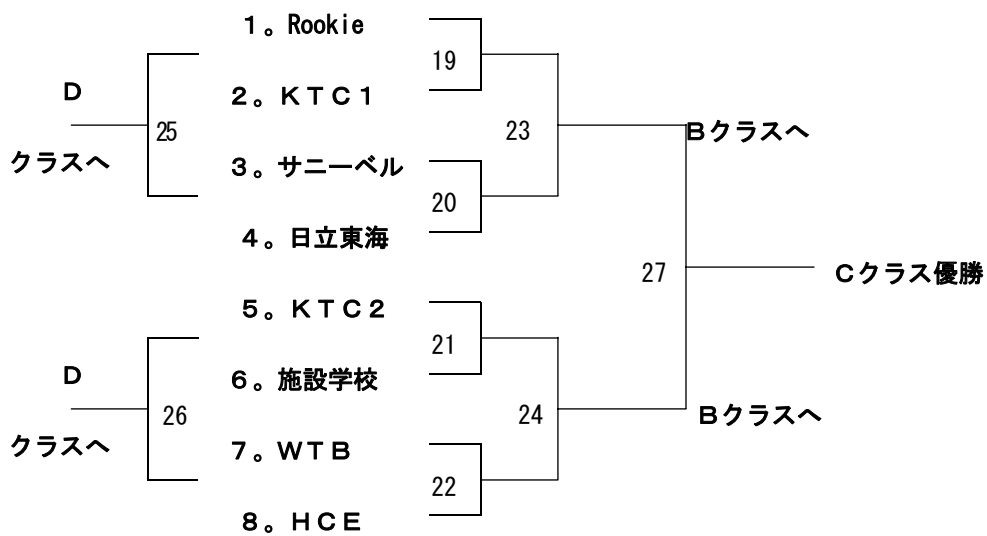 1。Rookie
19
D
2。KTC1
25
23
Bクラスへ
クラスへ
3。サニーベル
20
4。日立東海
27
Cクラス優勝
5。KTC2
21
D
6。施設学校
26
24
Bクラスへ
クラスへ
7。WTB
22
8。HCE